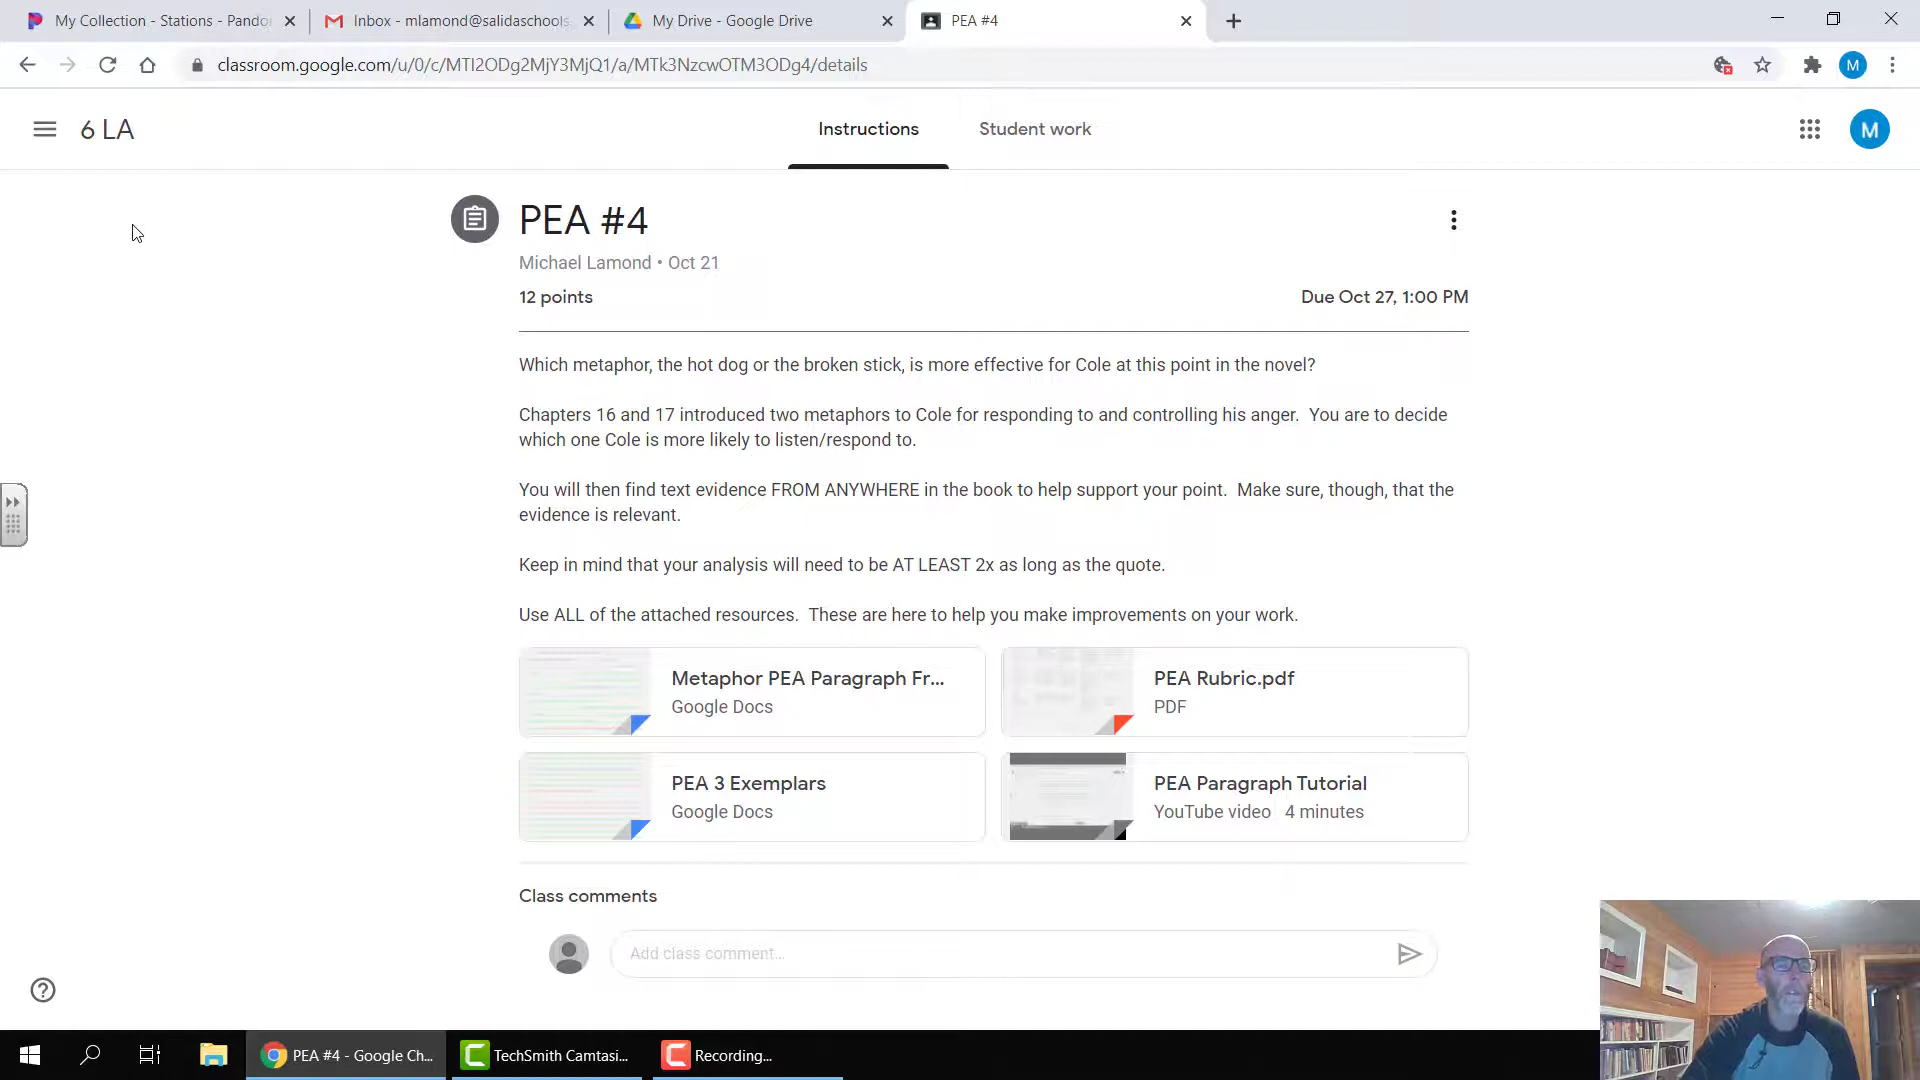 My Collection - Stations - Pando
Inbox - mlamond@salidaschools.
My Drive - Google Drive
PEA #4
classroom.google.com/u/0/c/MTI2ODg2MjY3MjQ1/a/MTk3NzcwOTM3ODg4/details
M
6 LA
Instructions
Student work
M
PEA #4
Michael Lamond • Oct 21
12 points
Due Oct 27, 1:00 PM
Which metaphor, the hot dog or the broken stick, is more effective for Cole at this point in the novel?
Chapters 16 and 17 introduced two metaphors to Cole for responding to and controlling his anger.  You are to decide
which one Cole is more likely to listen/respond to.
You will then find text evidence FROM ANYWHERE in the book to help support your point.  Make sure, though, that the
evidence is relevant.
Keep in mind that your analysis will need to be AT LEAST 2x as long as the quote.
Use ALL of the attached resources.  These are here to help you make improvements on your work.
Metaphor PEA Paragraph Fr...
Google Docs
PEA Rubric.pdf
PDF
PEA 3 Exemplars
Google Docs
PEA Paragraph Tutorial
YouTube video   4 minutes
Class comments
Add class comment...
PEA #4 - Google Ch...
TechSmith Camtasi...
Recording...